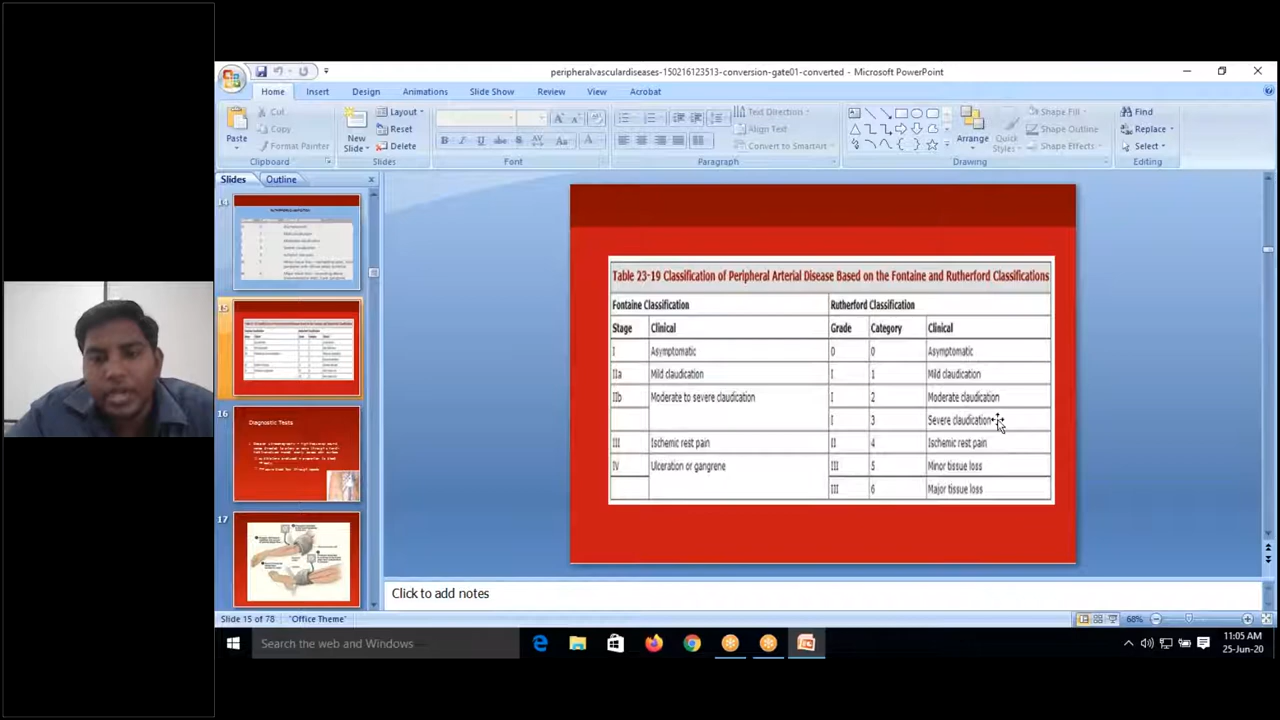 peripheralvasculardiseases-150216123513-conversion-gate01-converted - Microsoft PowerPoint
Home Insert Design Animations Slide Show Review View Acrobat
Paste
Cut
Copy
Format Painter
Clipboard
New
Slide
Layout
Reset
Delete
Slides
Font
Paragraph
Text Direction
Align Text
Convert to SmartArt
Arrange
Quick
Styles
Shape Fill
Shape Outline
Shape Effects
Drawing
Find
Replace
Select
Editing
Slides Outline
14
15
16
Diagnostic Tests
17
Table 23-19 Classification of Peripheral Arterial Disease Based on the Fontaine and Rutherford Classifications
Fontaine Classification Rutherford Classification
Stage Clinical Grade Category Clinical
I Asymptomatic 0 0 Asymptomatic
IIa Mild claudication I 1 Mild claudication
IIb Moderate to severe claudication I 2 Moderate claudication
I 3 Severe claudication
III Ischemic rest pain II 4 Ischemic rest pain
IV Ulceration or gangrene III 5 Minor tissue loss
III 6 Major tissue loss
Click to add notes
Slide 15 of 78 "Office Theme" 68%
Search the web and Windows
11:05 AM
25-Jun-20